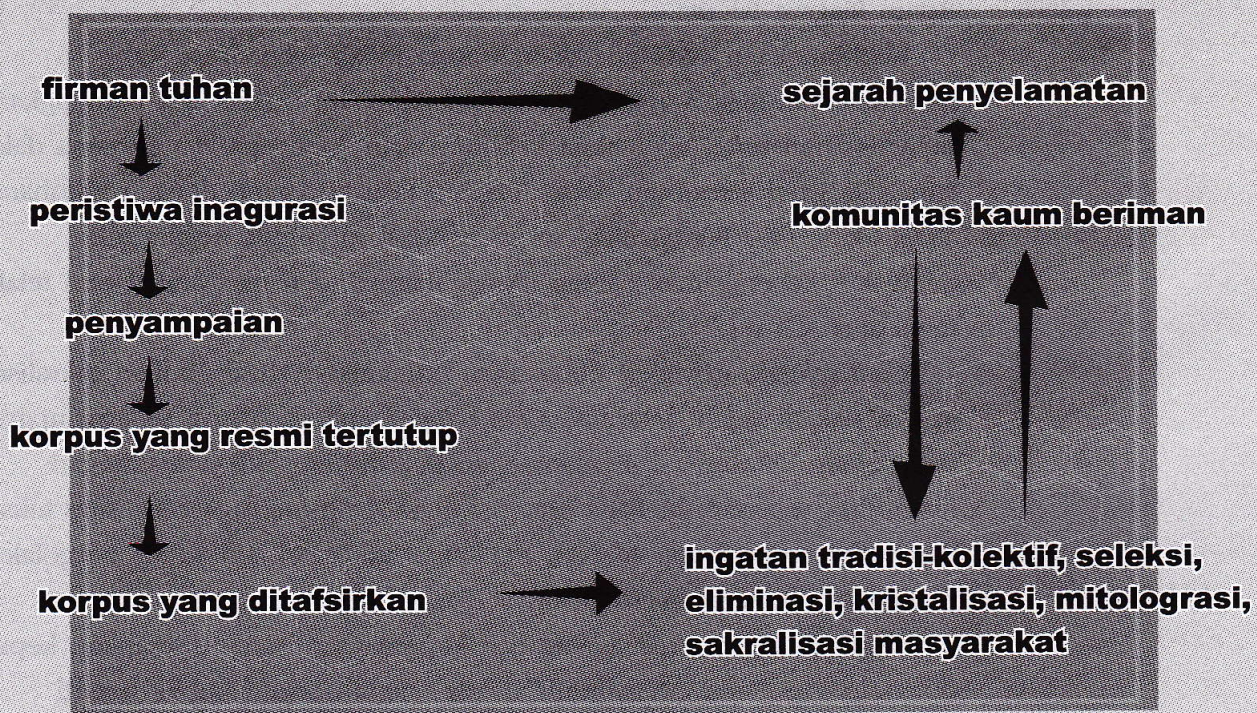 firman tuhan
sejarah penyelamatan
peristiwa inagurasi
komunitas kaum beriman
penyampaian
korpus yang resmi tertutup
korpus yang ditafsirkan
ingatan tradisi-kolektif, seleksi,
eliminasi, kristalisasi, mitolograsi,
sakralisasi masyarakat